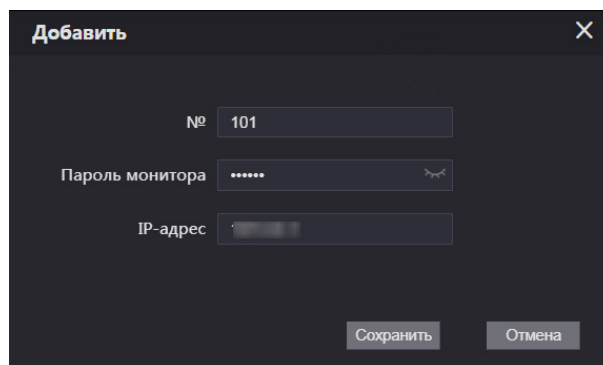 Добавить
№ 101
Пароль монитора ••••••
IP-адрес
Сохранить Отмена